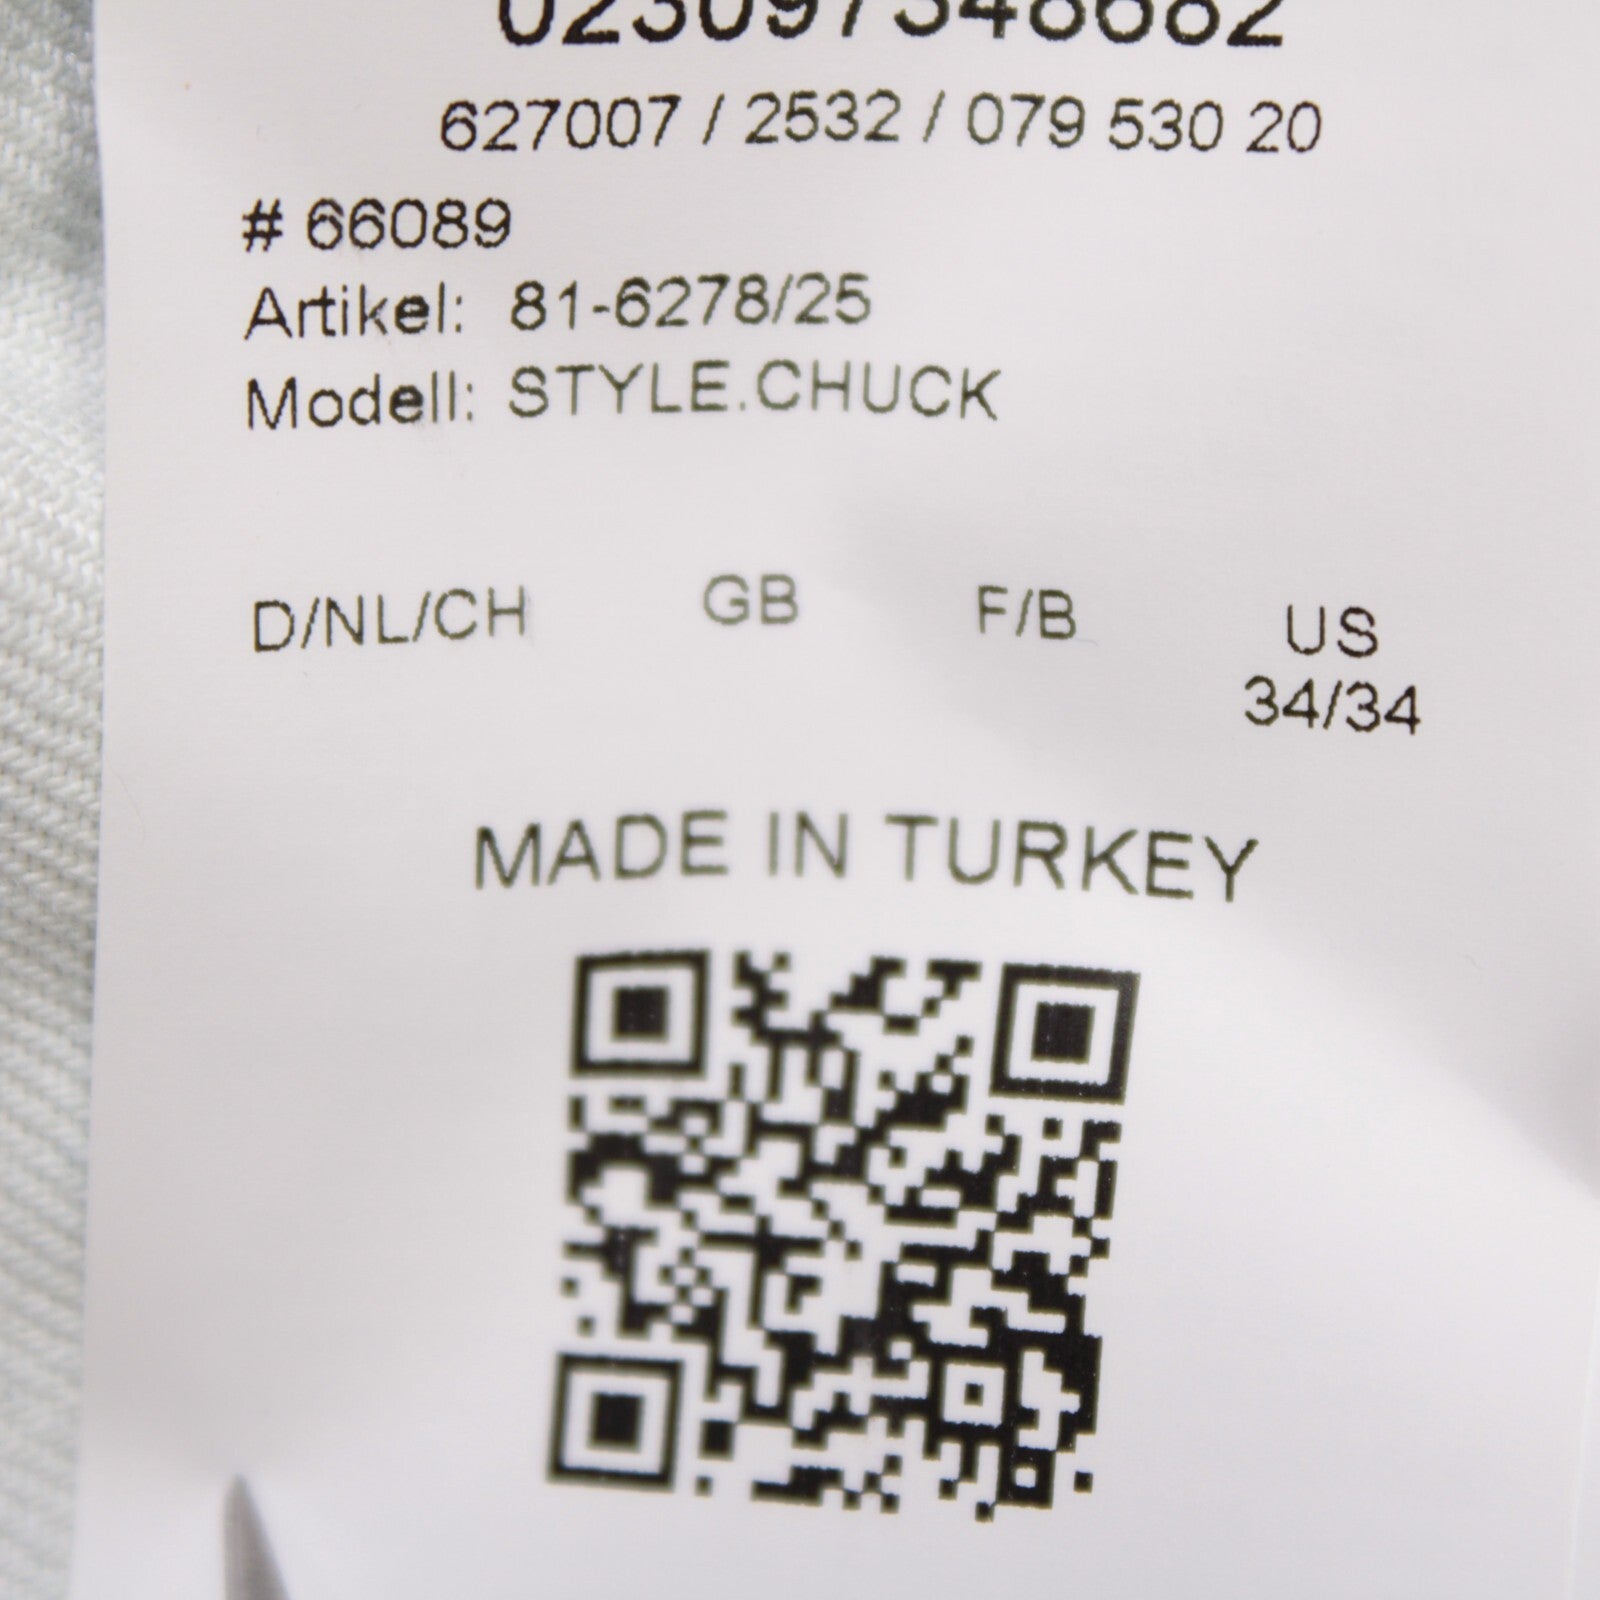 023097348682
627007 / 2532 / 079 530 20
# 66089
Artikel: 81-6278/25
Modell: STYLE.CHUCK
D/NL/CH GB F/B US
34/34
MADE IN TURKEY